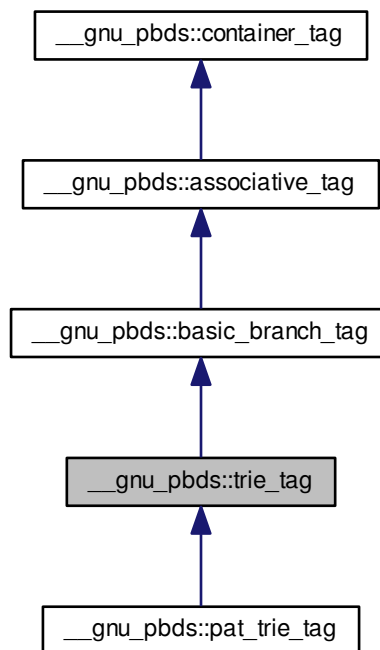 __gnu_pbds::container_tag
__gnu_pbds::associative_tag
__gnu_pbds::basic_branch_tag
__gnu_pbds::trie_tag
__gnu_pbds::pat_trie_tag